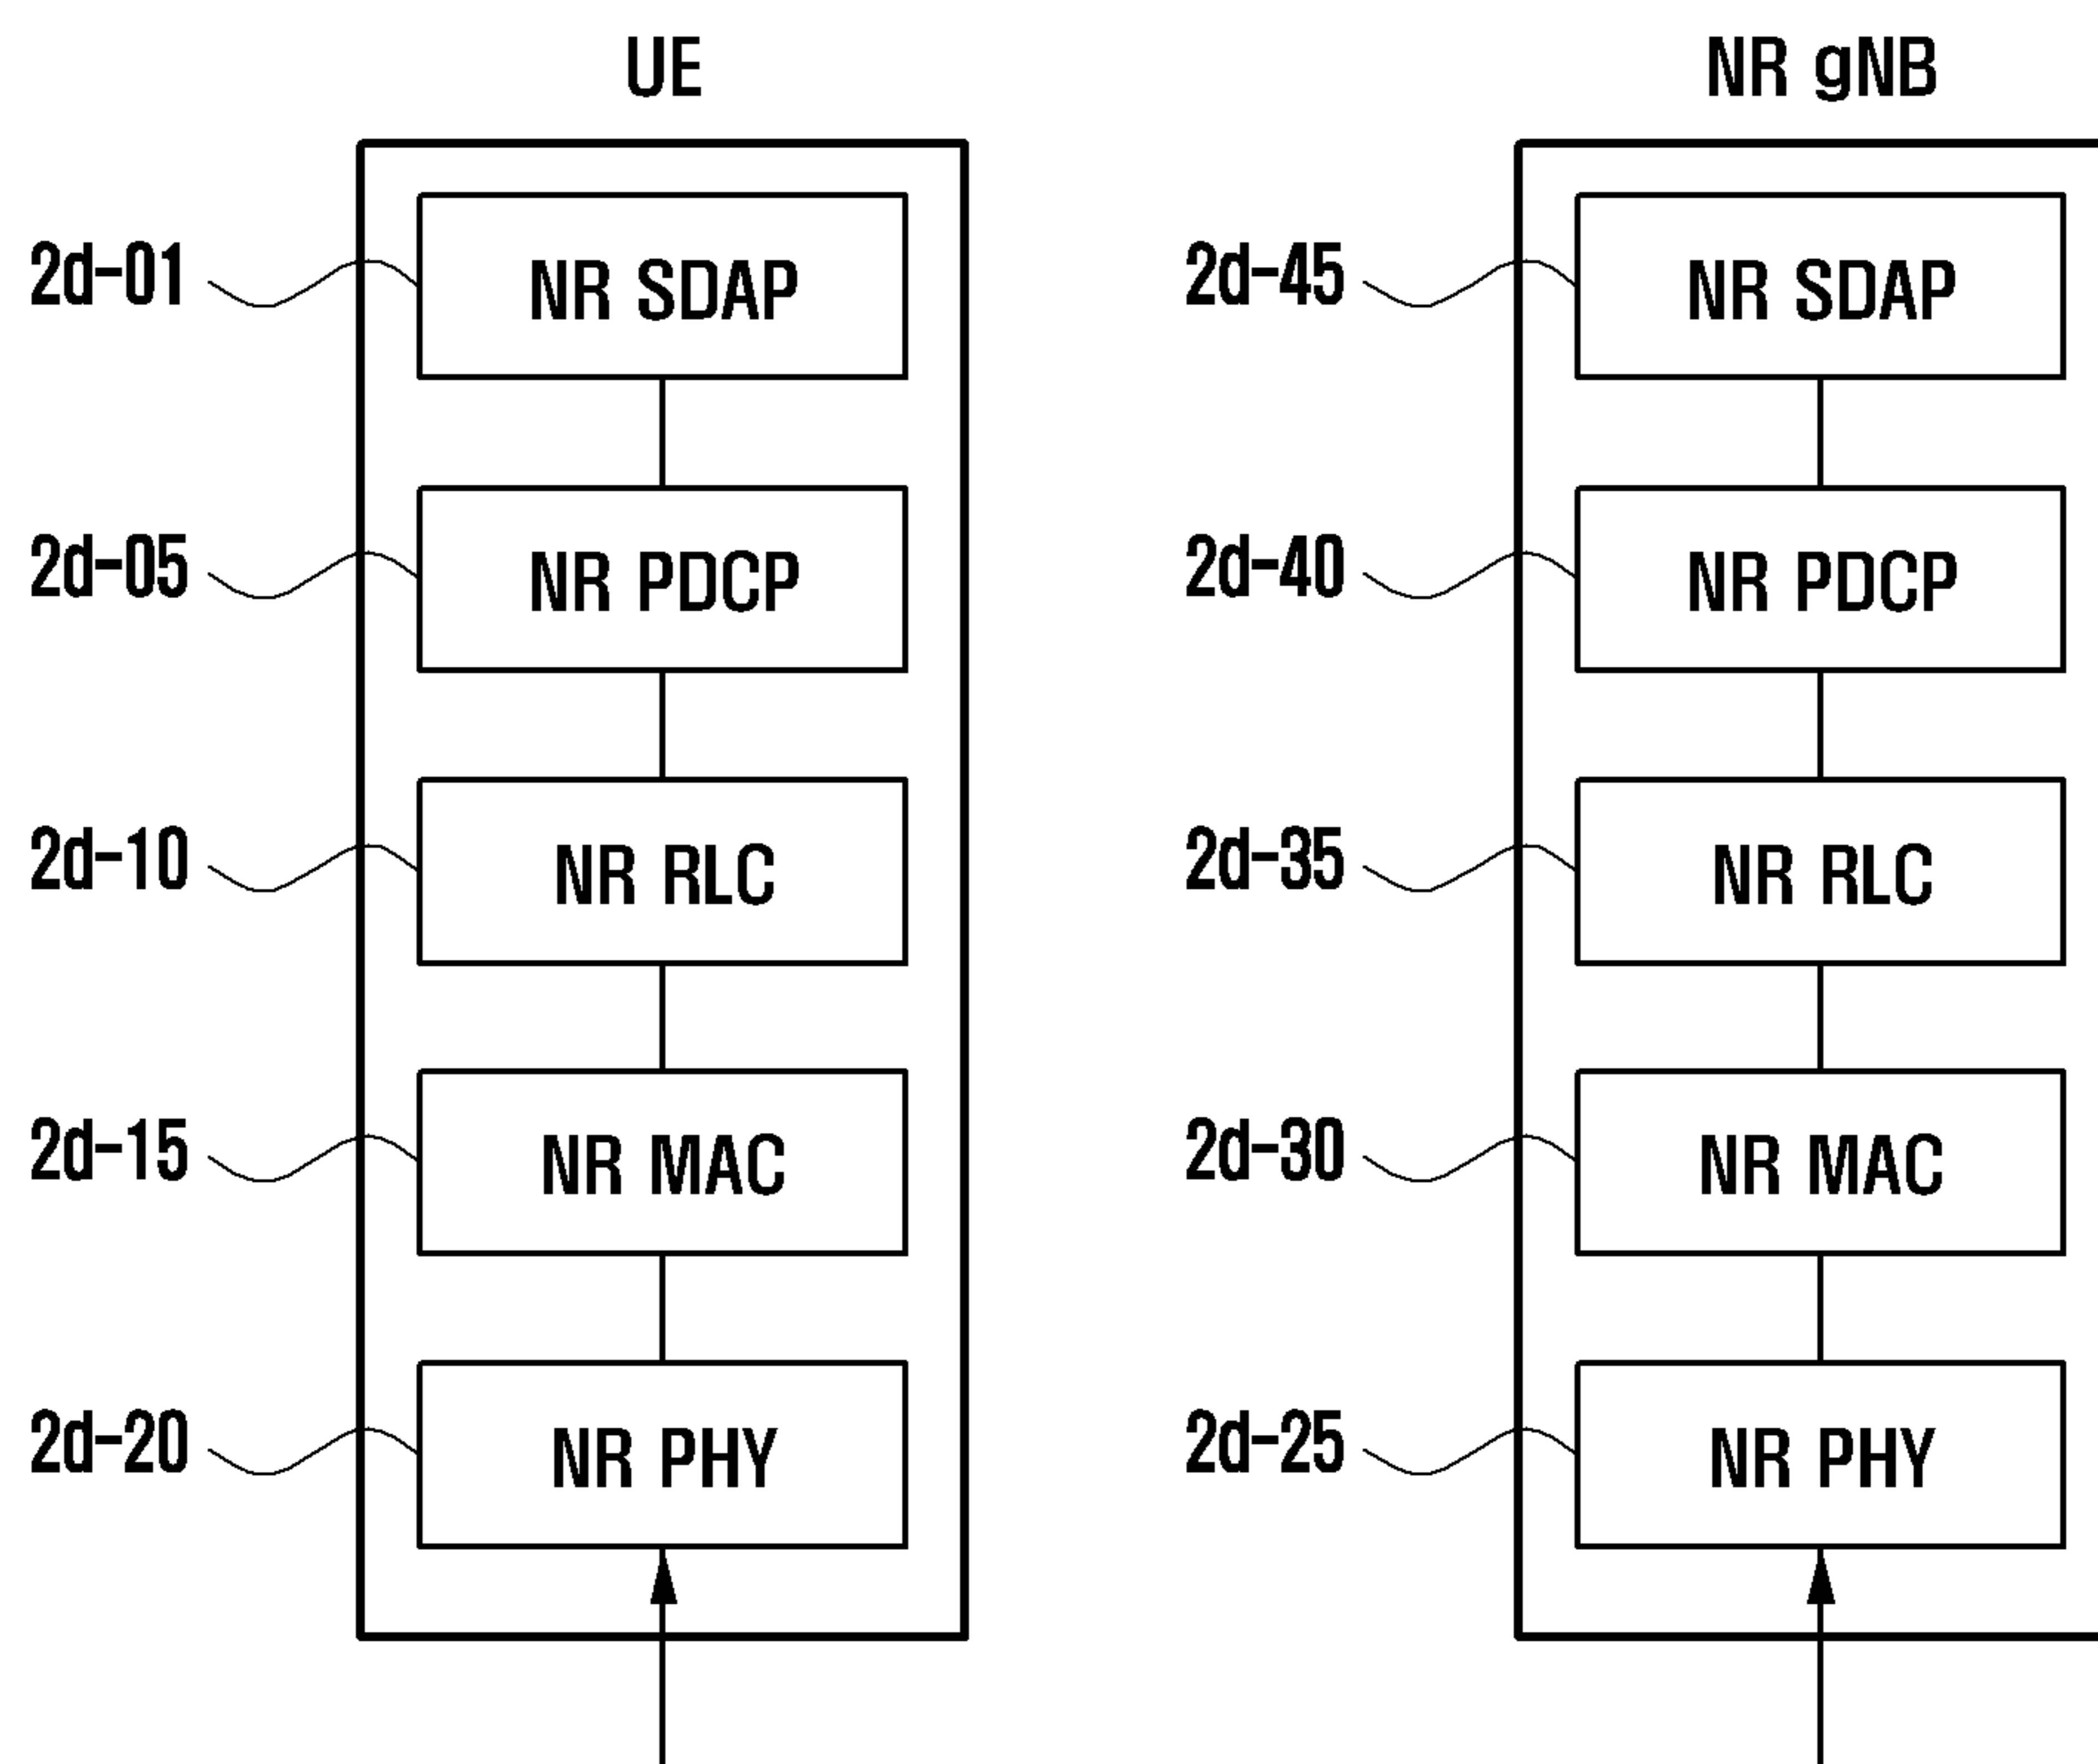 UE
NR gNB
2d-01
NR SDAP
2d-45
NR SDAP
2d-05
NR PDCP
2d-40
NR PDCP
2d-10
NR RLC
2d-35
NR RLC
2d-15
NR MAC
2d-30
NR MAC
2d-20
NR PHY
2d-25
NR PHY